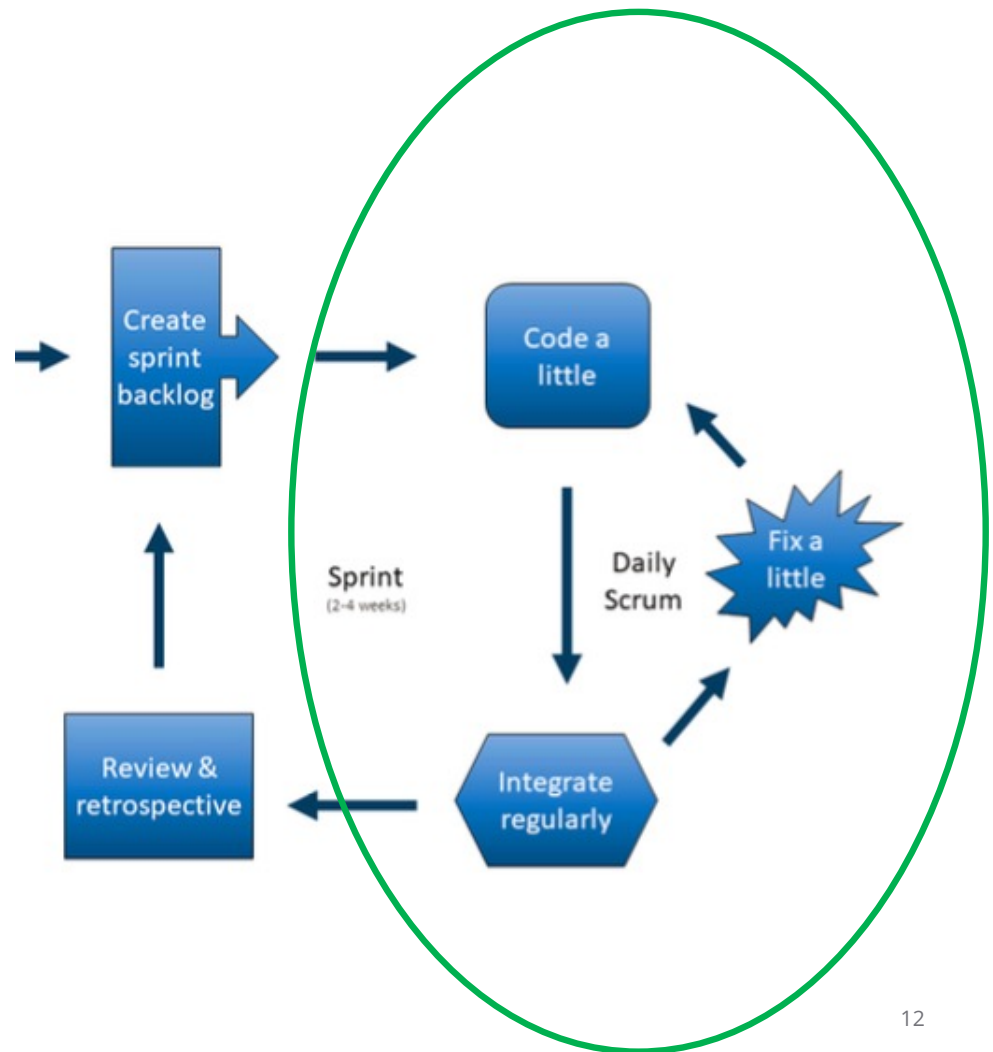 Create
sprint
backlog
Code a
little
Sprint
(2-4 weeks)
Daily
Scrum
Fix a
little
Review &
retrospective
Integrate
regularly
12